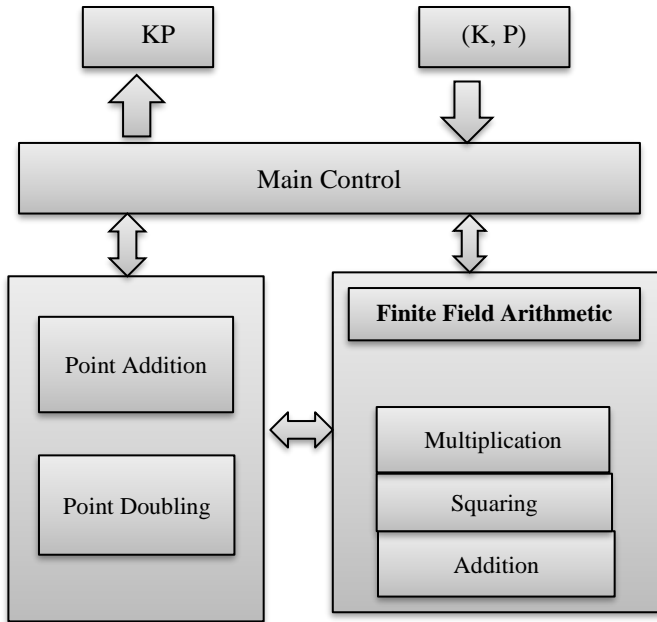 KP
(K, P)
Main Control
Point Addition
Point Doubling
Finite Field Arithmetic
Multiplication
Squaring
Addition